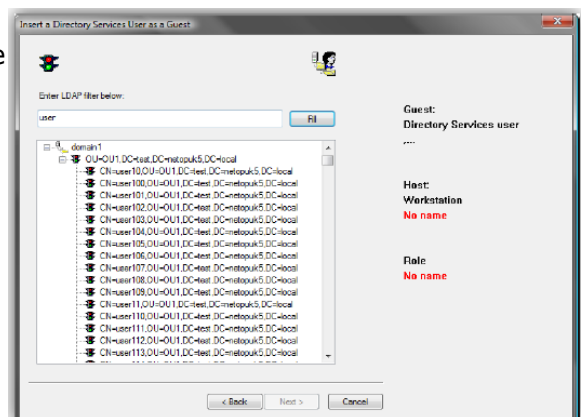 e
Insert a Directory Services User as a Guest
Enter LDAP filter below:
user
Fill
domain1
OU=OU1,DC=test,DC=netopuk5,DC=local
CN=user10,OU=OU1,DC=test,DC=netopuk5,DC=local
CN=user100,OU=OU1,DC=test,DC=netopuk5,DC=local
CN=user101,OU=OU1,DC=test,DC=netopuk5,DC=local
CN=user102,OU=OU1,DC=test,DC=netopuk5,DC=local
CN=user103,OU=OU1,DC=test,DC=netopuk5,DC=local
CN=user104,OU=OU1,DC=test,DC=netopuk5,DC=local
CN=user105,OU=OU1,DC=test,DC=netopuk5,DC=local
CN=user106,OU=OU1,DC=test,DC=netopuk5,DC=local
CN=user107,OU=OU1,DC=test,DC=netopuk5,DC=local
CN=user108,OU=OU1,DC=test,DC=netopuk5,DC=local
CN=user109,OU=OU1,DC=test,DC=netopuk5,DC=local
CN=user11,OU=OU1,DC=test,DC=netopuk5,DC=local
CN=user110,OU=OU1,DC=test,DC=netopuk5,DC=local
CN=user111,OU=OU1,DC=test,DC=netopuk5,DC=local
CN=user112,OU=OU1,DC=test,DC=netopuk5,DC=local
CN=user113,OU=OU1,DC=test,DC=netopuk5,DC=local
Guest:
Directory Services user
,...
Host:
Workstation
No name
Role
No name
< Back
Next >
Cancel